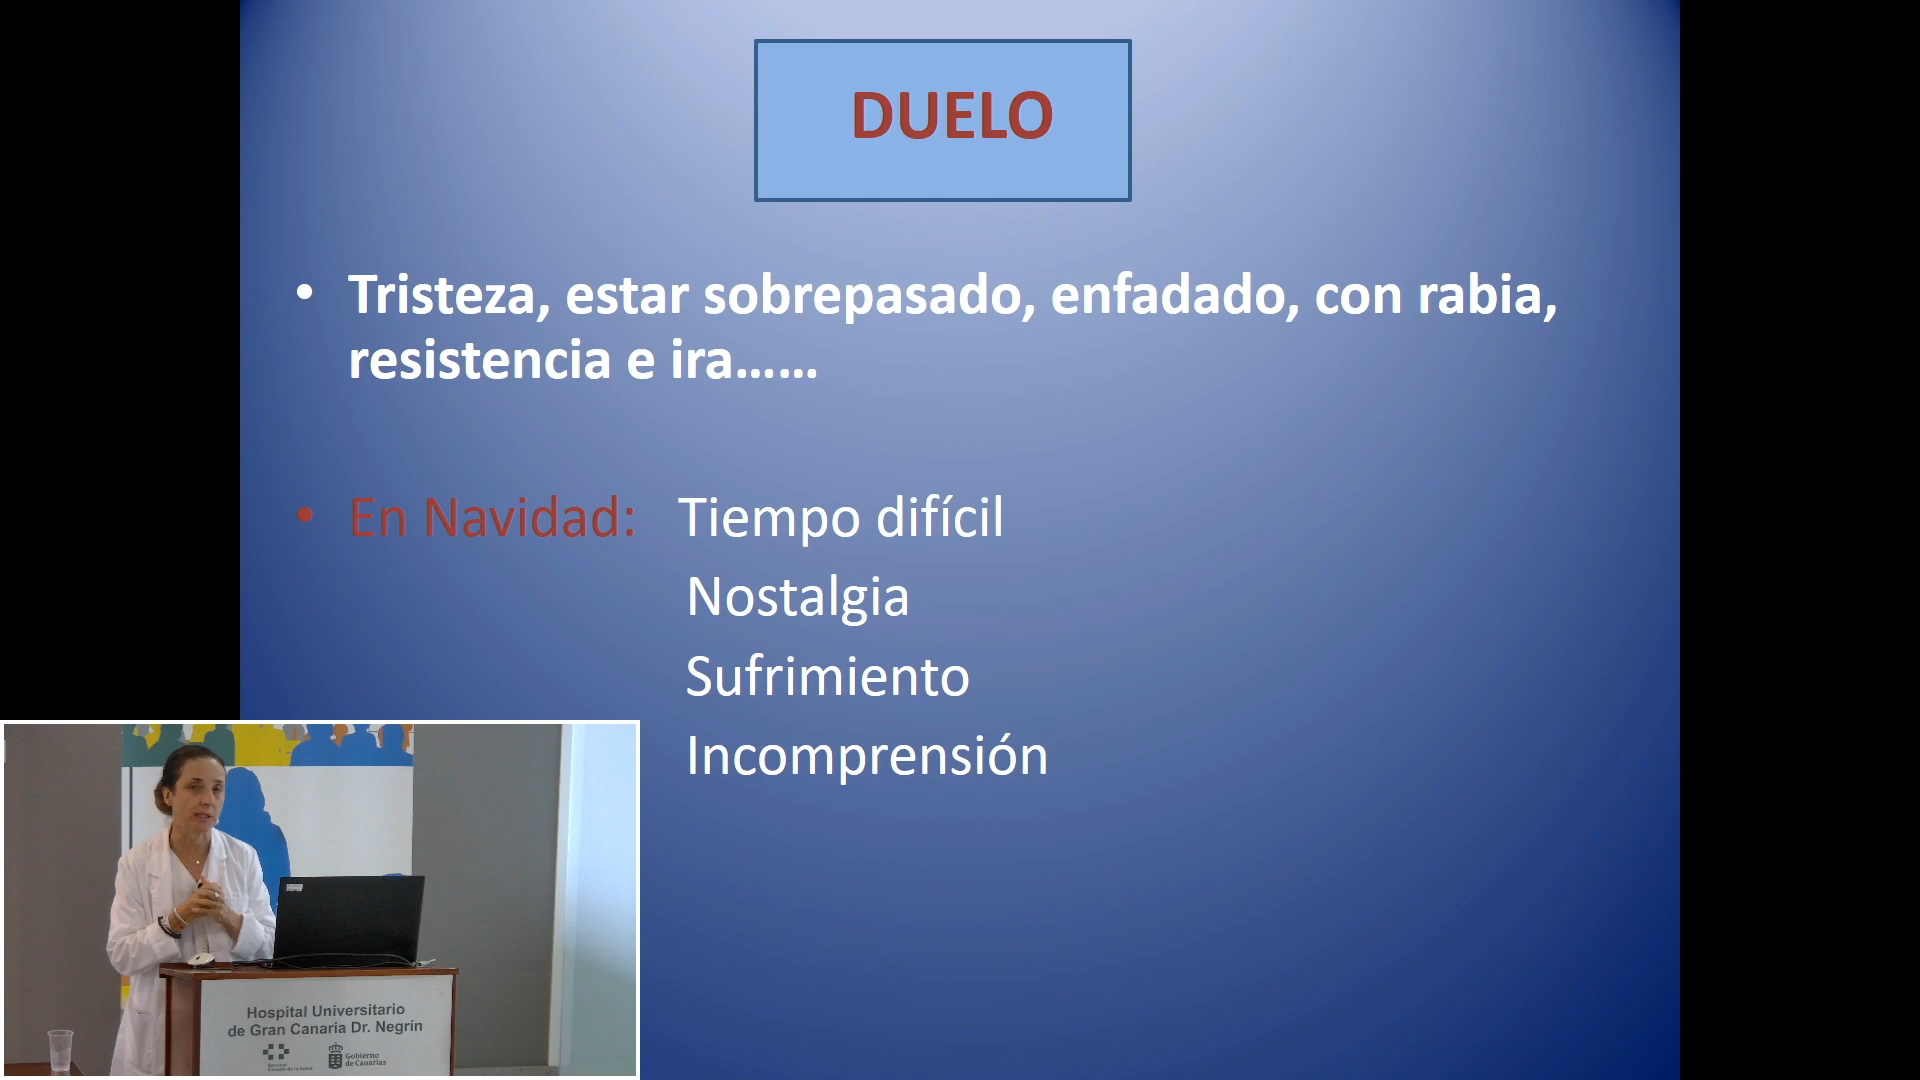 DUELO
• Tristeza, estar sobrepasado, enfadado, con rabia,
resistencia e ira......
• En Navidad: Tiempo difícil
Nostalgia
Sufrimiento
Incomprensión
Hospital Universitario
de Gran Canaria Dr. Negrín
Gobierno
de Canarias